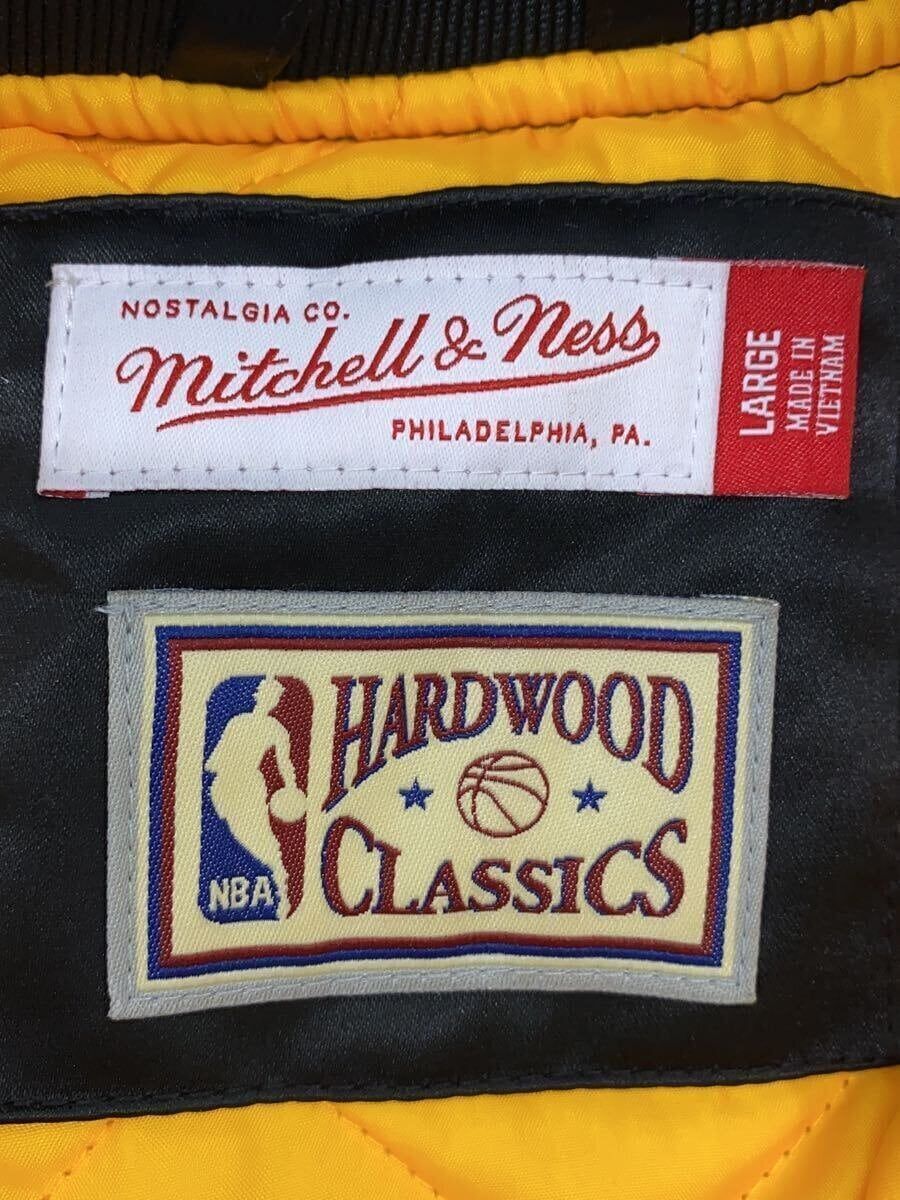 NOSTALGIA CO.
Mitchell & Ness
PHILADELPHIA, PA.
LARGE
MADE IN
VIETNAM
HARDWOOD
CLASSICS
NBA